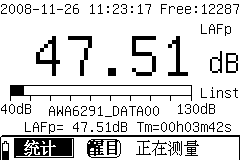 2008-11-26 11:23:17 Free:12287
LAFp
47.51 dB
Linst
40dB AWA6291_DATA00 130dB
LAFp= 47.51dB Tm=00h03m42s
统计 醒目 正在测量